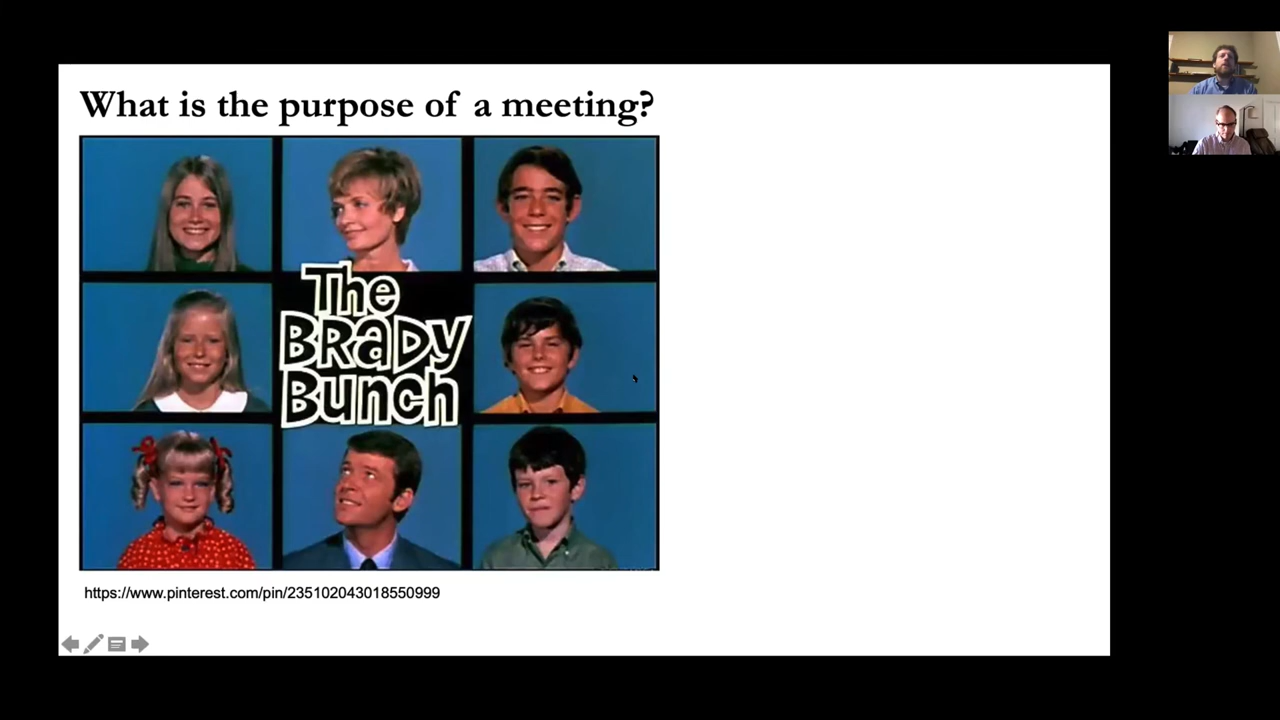 What is the purpose of a meeting?
The
BRADY
BUNCH
https://www.pinterest.com/pin/235102043018550999